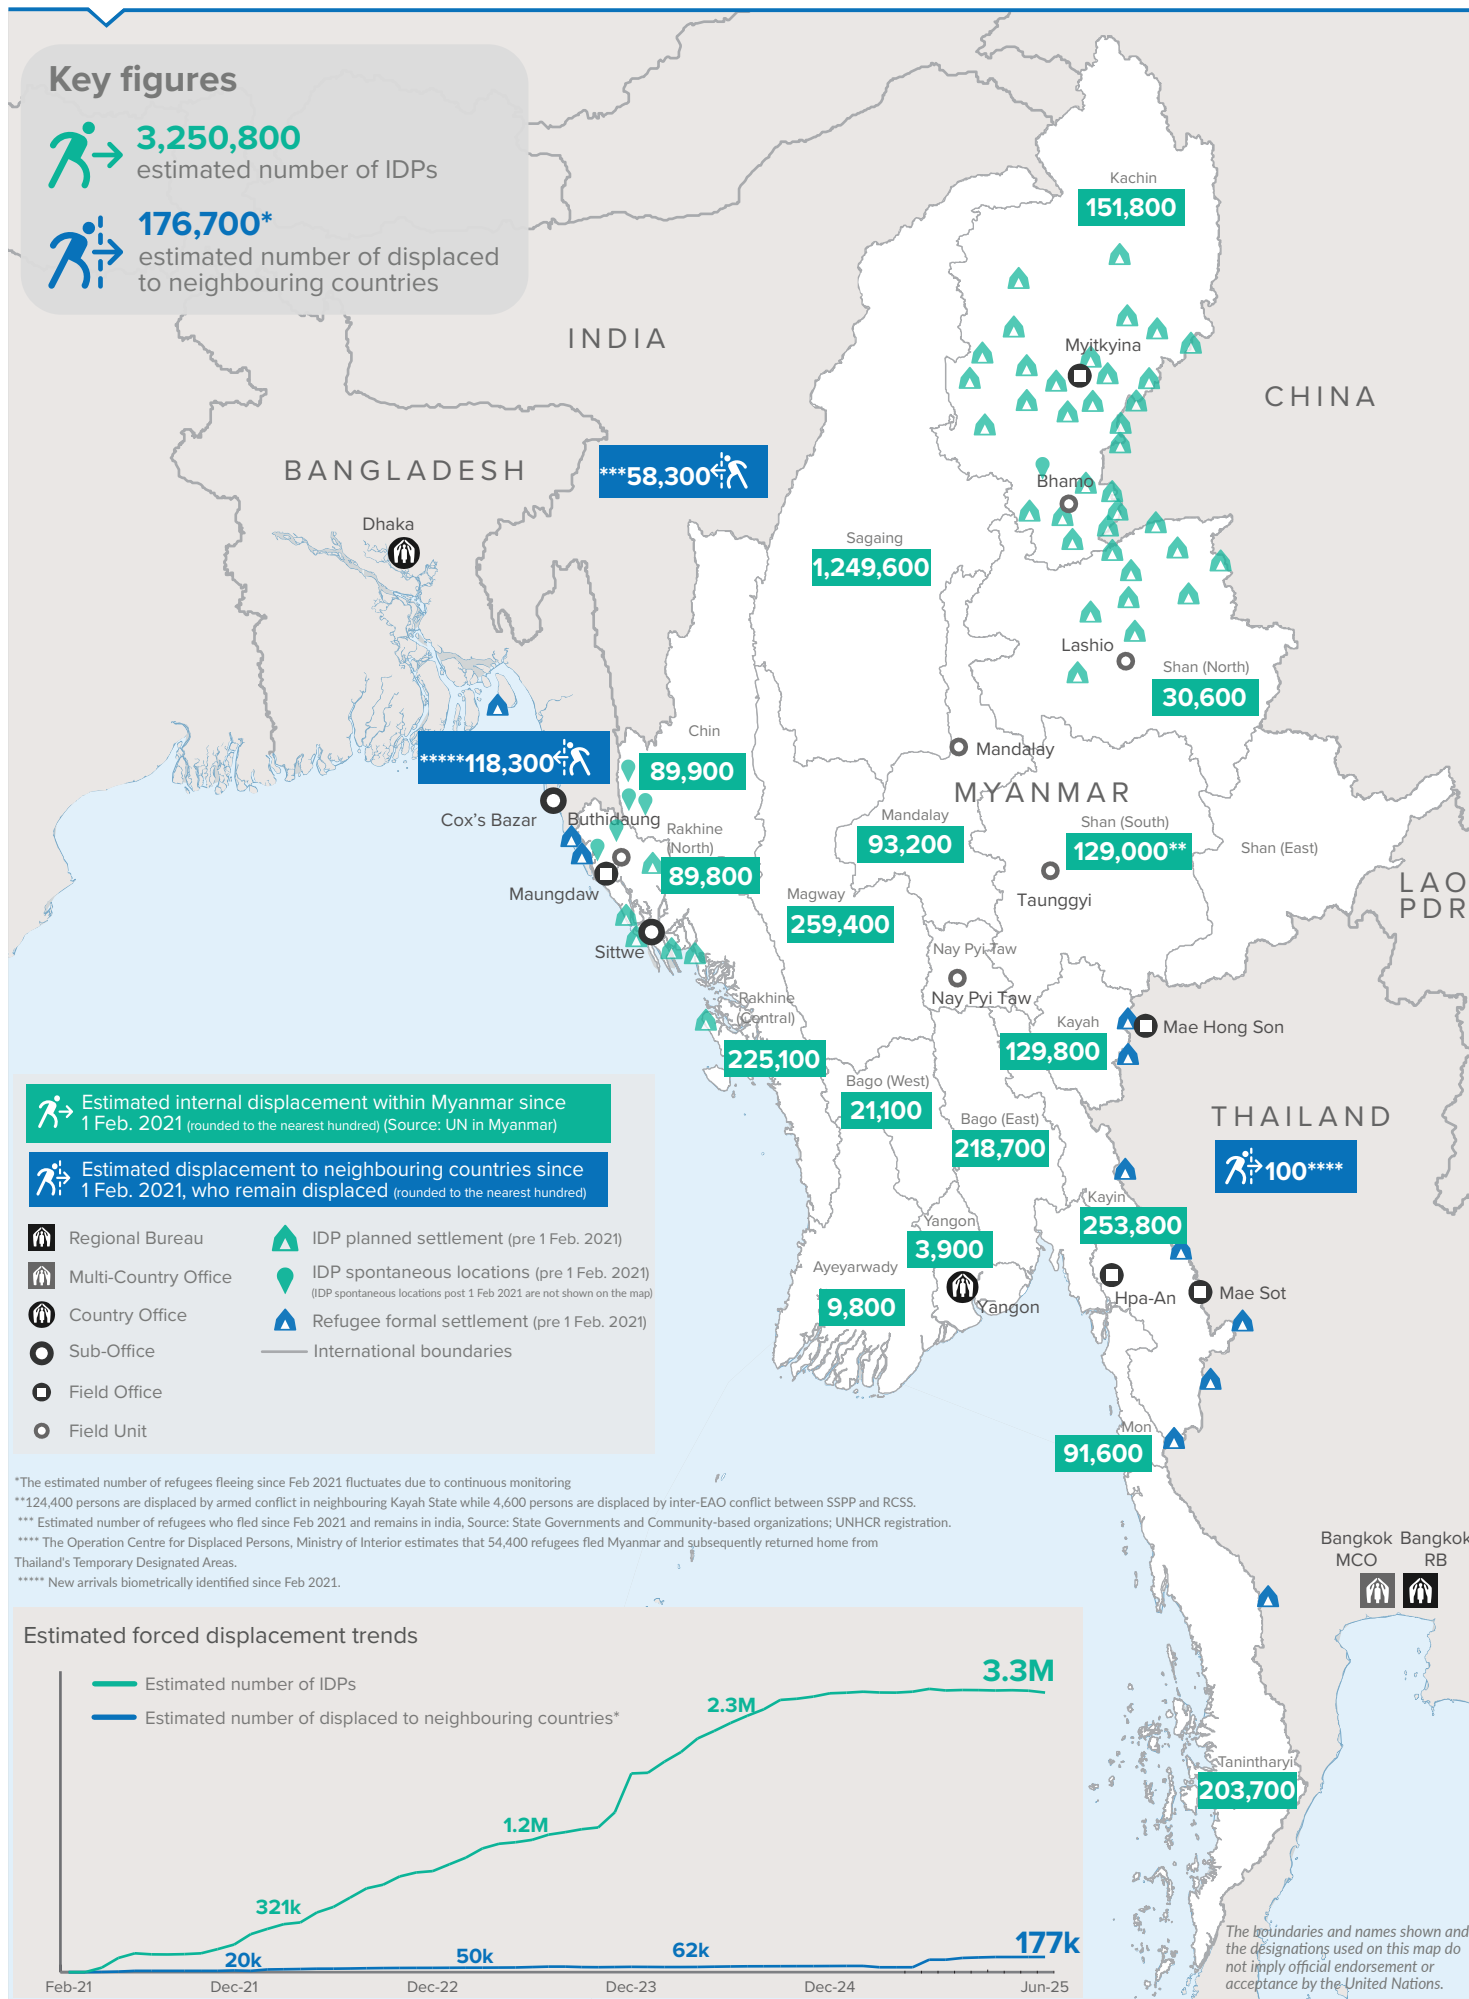 Key figures
3,250,800
estimated number of IDPs
176,700*
estimated number of displaced
to neighbouring countries
INDIA
CHINA
BANGLADESH
MYANMAR
LAO
PDR
THAILAND
Kachin
151,800
Myitkyina
***58,300
Dhaka
Bhamo
Sagaing
1,249,600
Lashio
Shan (North)
30,600
Chin
89,900
*****118,300
Cox's Bazar
Buthidaung
Rakhine
(North)
89,800
Maungdaw
Sittwe
Mandalay
Mandalay
93,200
Shan (South)
129,000**
Shan (East)
Taunggyi
Magway
259,400
Nay Pyi Taw
Nay Pyi Taw
Rakhine
(Central)
225,100
Kayah
129,800
Mae Hong Son
Bago (West)
21,100
Bago (East)
218,700
100****
Kayin
253,800
Yangon
3,900
Yangon
Ayeyarwady
9,800
Hpa-An
Mae Sot
Mon
91,600
Bangkok
MCO
Bangkok
RB
Tanintharyi
203,700
Estimated internal displacement within Myanmar since
1 Feb. 2021 (rounded to the nearest hundred) (Source: UN in Myanmar)
Estimated displacement to neighbouring countries since
1 Feb. 2021, who remain displaced (rounded to the nearest hundred)
Regional Bureau
Multi-Country Office
Country Office
Sub-Office
Field Office
Field Unit
IDP planned settlement (pre 1 Feb. 2021)
IDP spontaneous locations (pre 1 Feb. 2021)
(IDP spontaneous locations post 1 Feb 2021 are not shown on the map)
Refugee formal settlement (pre 1 Feb. 2021)
International boundaries
*The estimated number of refugees fleeing since Feb 2021 fluctuates due to continuous monitoring
**124,400 persons are displaced by armed conflict in neighbouring Kayah State while 4,600 persons are displaced by inter-EAO conflict between SSPP and RCSS.
*** Estimated number of refugees who fled since Feb 2021 and remains in india, Source: State Governments and Community-based organizations; UNHCR registration.
**** The Operation Centre for Displaced Persons, Ministry of Interior estimates that 54,400 refugees fled Myanmar and subsequently returned home from
Thailand's Temporary Designated Areas.
***** New arrivals biometrically identified since Feb 2021.
Estimated forced displacement trends
Estimated number of IDPs
Estimated number of displaced to neighbouring countries*
3.3M
2.3M
1.2M
321k
20k
50k
62k
177k
Feb-21
Dec-21
Dec-22
Dec-23
Dec-24
Jun-25
The boundaries and names shown and
the designations used on this map do
not imply official endorsement or
acceptance by the United Nations.